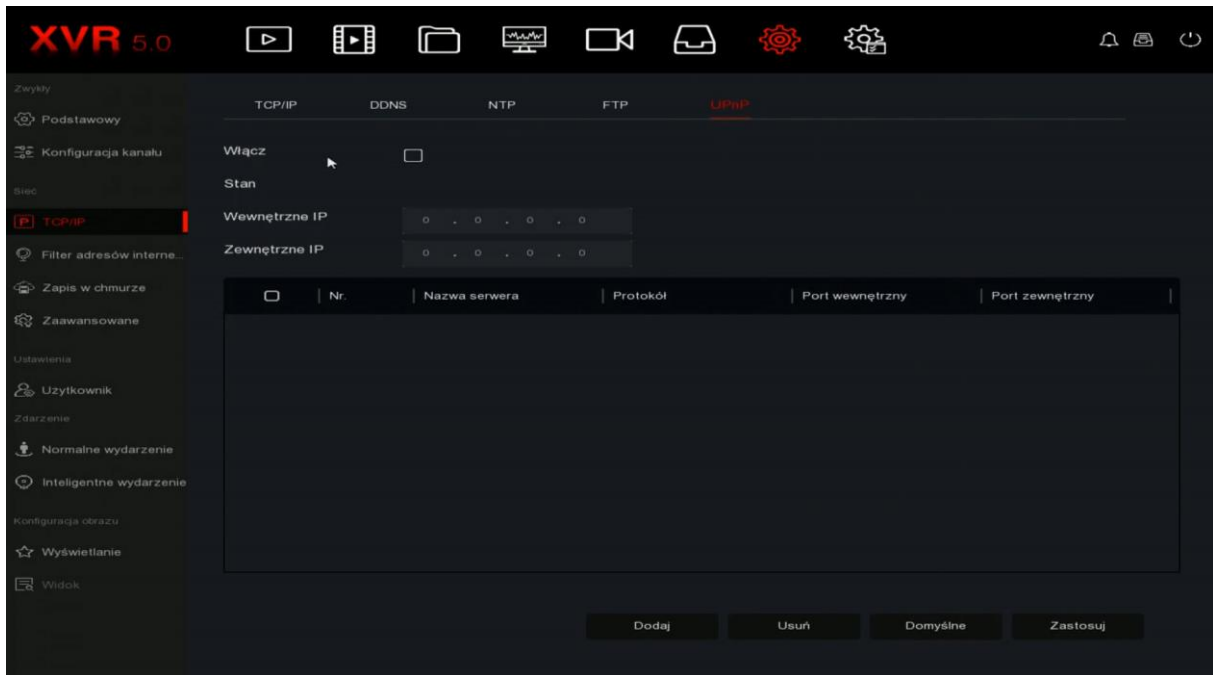 XVR 5.0
Zwykły
Podstawowy
Konfiguracja kanału
Sieć
TCP/IP
Filter adresów interne...
Zapis w chmurze
Zaawansowane
Ustawienia
Użytkownik
Zdarzenie
Normalne wydarzenie
Inteligentne wydarzenie
Konfiguracja obrazu
Wyświetlanie
Widok
TCP/IP DDNS NTP FTP UPnP
Włącz
Stan
Wewnętrzne IP 0 . 0 . 0 . 0
Zewnętrzne IP 0 . 0 . 0 . 0
Nr. Nazwa serwera Protokół Port wewnętrzny Port zewnętrzny
Dodaj Usuń Domyślne Zastosuj